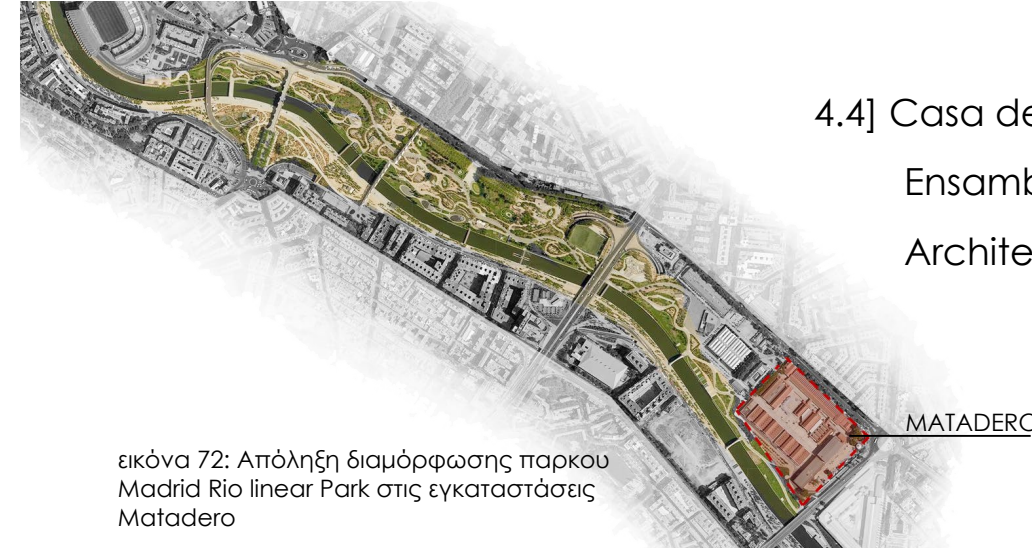 4.4] Casa de
Ensamb
Archite
MATADERO
εικόνα 72: Απόληξη διαμόρφωσης παρκου
Madrid Rio linear Park στις εγκαταστάσεις
Matadero